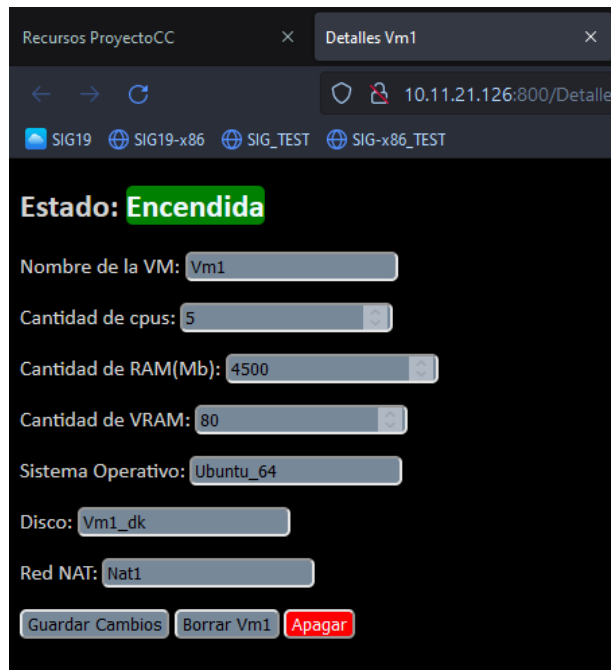 Recursos ProyectoCC
Detalles Vm1
10.11.21.126:800/Detalle
SIG19 SIG19-x86 SIG_TEST SIG-x86_TEST
Estado: Encendida
Nombre de la VM: Vm1
Cantidad de cpus: 5
Cantidad de RAM(Mb): 4500
Cantidad de VRAM: 80
Sistema Operativo: Ubuntu_64
Disco: Vm1_dk
Red NAT: Nat1
Guardar Cambios Borrar Vm1 Apagar